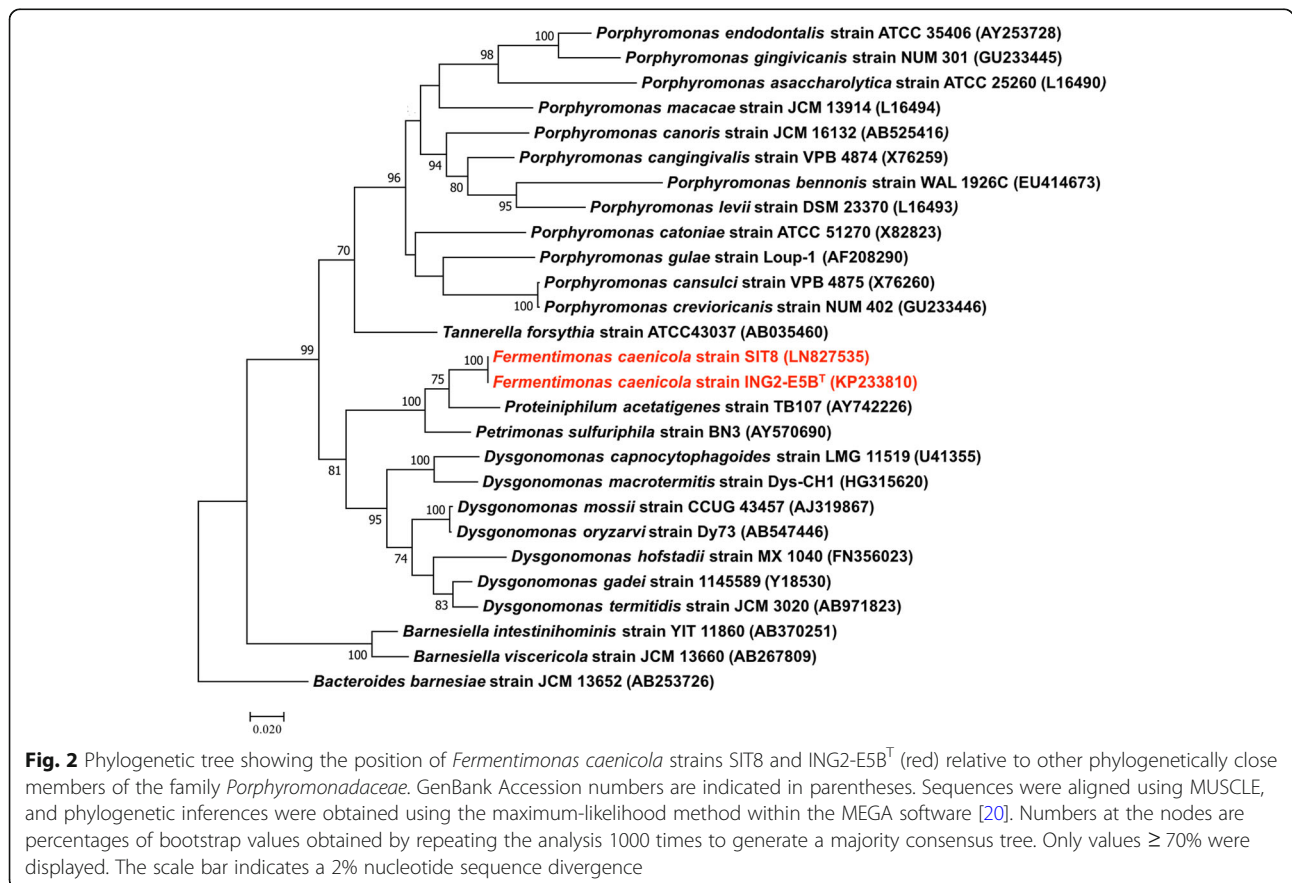 100
Porphyromonas endodontalis strain ATCC 35406 (AY253728)
98
Porphyromonas gingivicanis strain NUM 301 (GU233445)
Porphyromonas asaccharolytica strain ATCC 25260 (L16490)
Porphyromonas macacae strain JCM 13914 (L16494)
Porphyromonas canoris strain JCM 16132 (AB525416)
94
Porphyromonas cangingivalis strain VPB 4874 (X76259)
96
80
Porphyromonas bennonis strain WAL 1926C (EU414673)
95
Porphyromonas levii strain DSM 23370 (L16493)
Porphyromonas catoniae strain ATCC 51270 (X82823)
70
Porphyromonas gulae strain Loup-1 (AF208290)
Porphyromonas cansulci strain VPB 4875 (X76260)
100
Porphyromonas crevioricanis strain NUM 402 (GU233446)
Tannerella forsythia strain ATCC43037 (AB035460)
99
100
Fermentimonas caenicola strain SIT8 (LN827535)
75
Fermentimonas caenicola strain ING2-E5Bᵀ (KP233810)
100
Proteiniphilum acetatigenes strain TB107 (AY742226)
Petrimonas sulfuriphila strain BN3 (AY570690)
81
100
Dysgonomonas capnocytophagoides strain LMG 11519 (U41355)
Dysgonomonas macrotermitis strain Dys-CH1 (HG315620)
95
100
Dysgonomonas mossii strain CCUG 43457 (AJ319867)
Dysgonomonas oryzarvi strain Dy73 (AB547446)
74
Dysgonomonas hofstadii strain MX 1040 (FN356023)
Dysgonomonas gadei strain 1145589 (Y18530)
83
Dysgonomonas termitidis strain JCM 3020 (AB971823)
Barnesiella intestinihominis strain YIT 11860 (AB370251)
100
Barnesiella viscericola strain JCM 13660 (AB267809)
Bacteroides barnesiae strain JCM 13652 (AB253726)
0.020
Fig. 2 Phylogenetic tree showing the position of Fermentimonas caenicola strains SIT8 and ING2-E5Bᵀ (red) relative to other phylogenetically close
members of the family Porphyromonadaceae. GenBank Accession numbers are indicated in parentheses. Sequences were aligned using MUSCLE,
and phylogenetic inferences were obtained using the maximum-likelihood method within the MEGA software [20]. Numbers at the nodes are
percentages of bootstrap values obtained by repeating the analysis 1000 times to generate a majority consensus tree. Only values ≥ 70% were
displayed. The scale bar indicates a 2% nucleotide sequence divergence